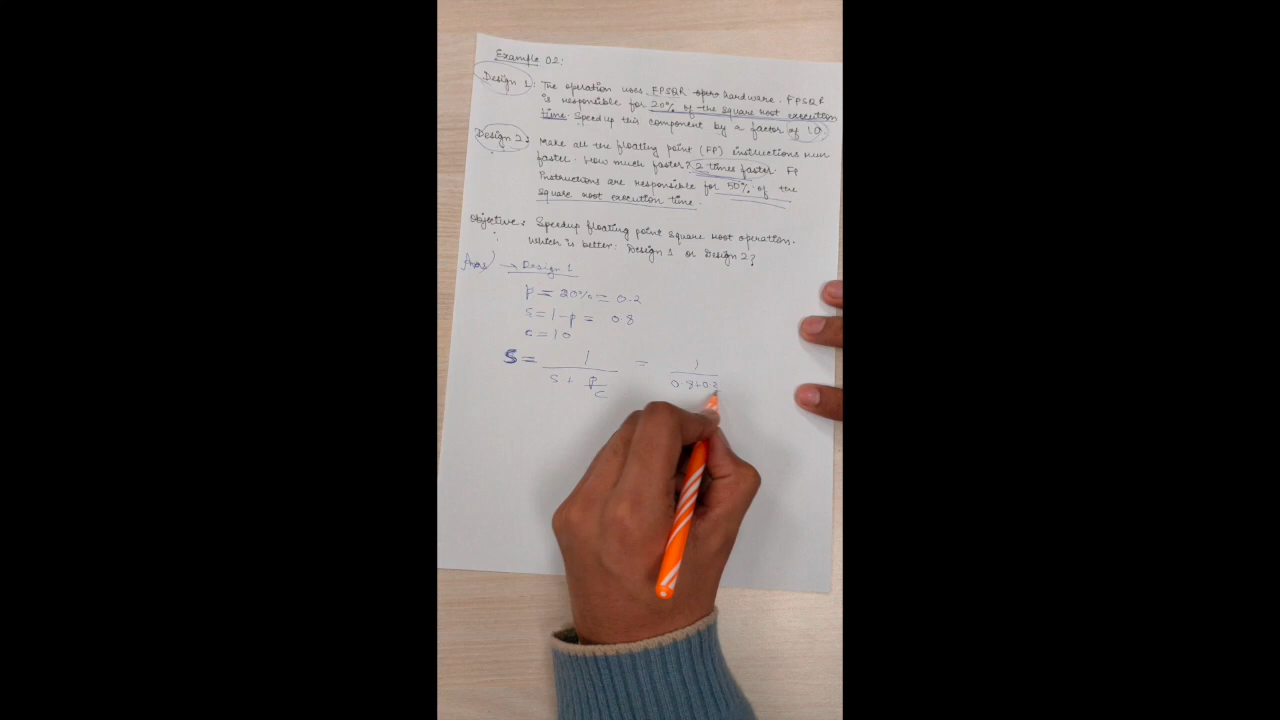 Example 02:
Design 1: The operation uses FPSQR opera hardware. FPSQR
is responsible for 20% of the square root execution
time. Speedup this component by a factor of 10.
Design 2: Make all the floating point (FP) instructions run
faster. How much faster? 2 times faster. FP
Instructions are responsible for 50% of the
square root execution time.
Objective: Speedup floating point square root operation.
Which is better: Design 1 or Design 2?
Ans → Design 1
p = 20% = 0.2
s = 1-p = 0.8
c = 10
S = 1 / s + p/c = 1 / 0.8+0.2